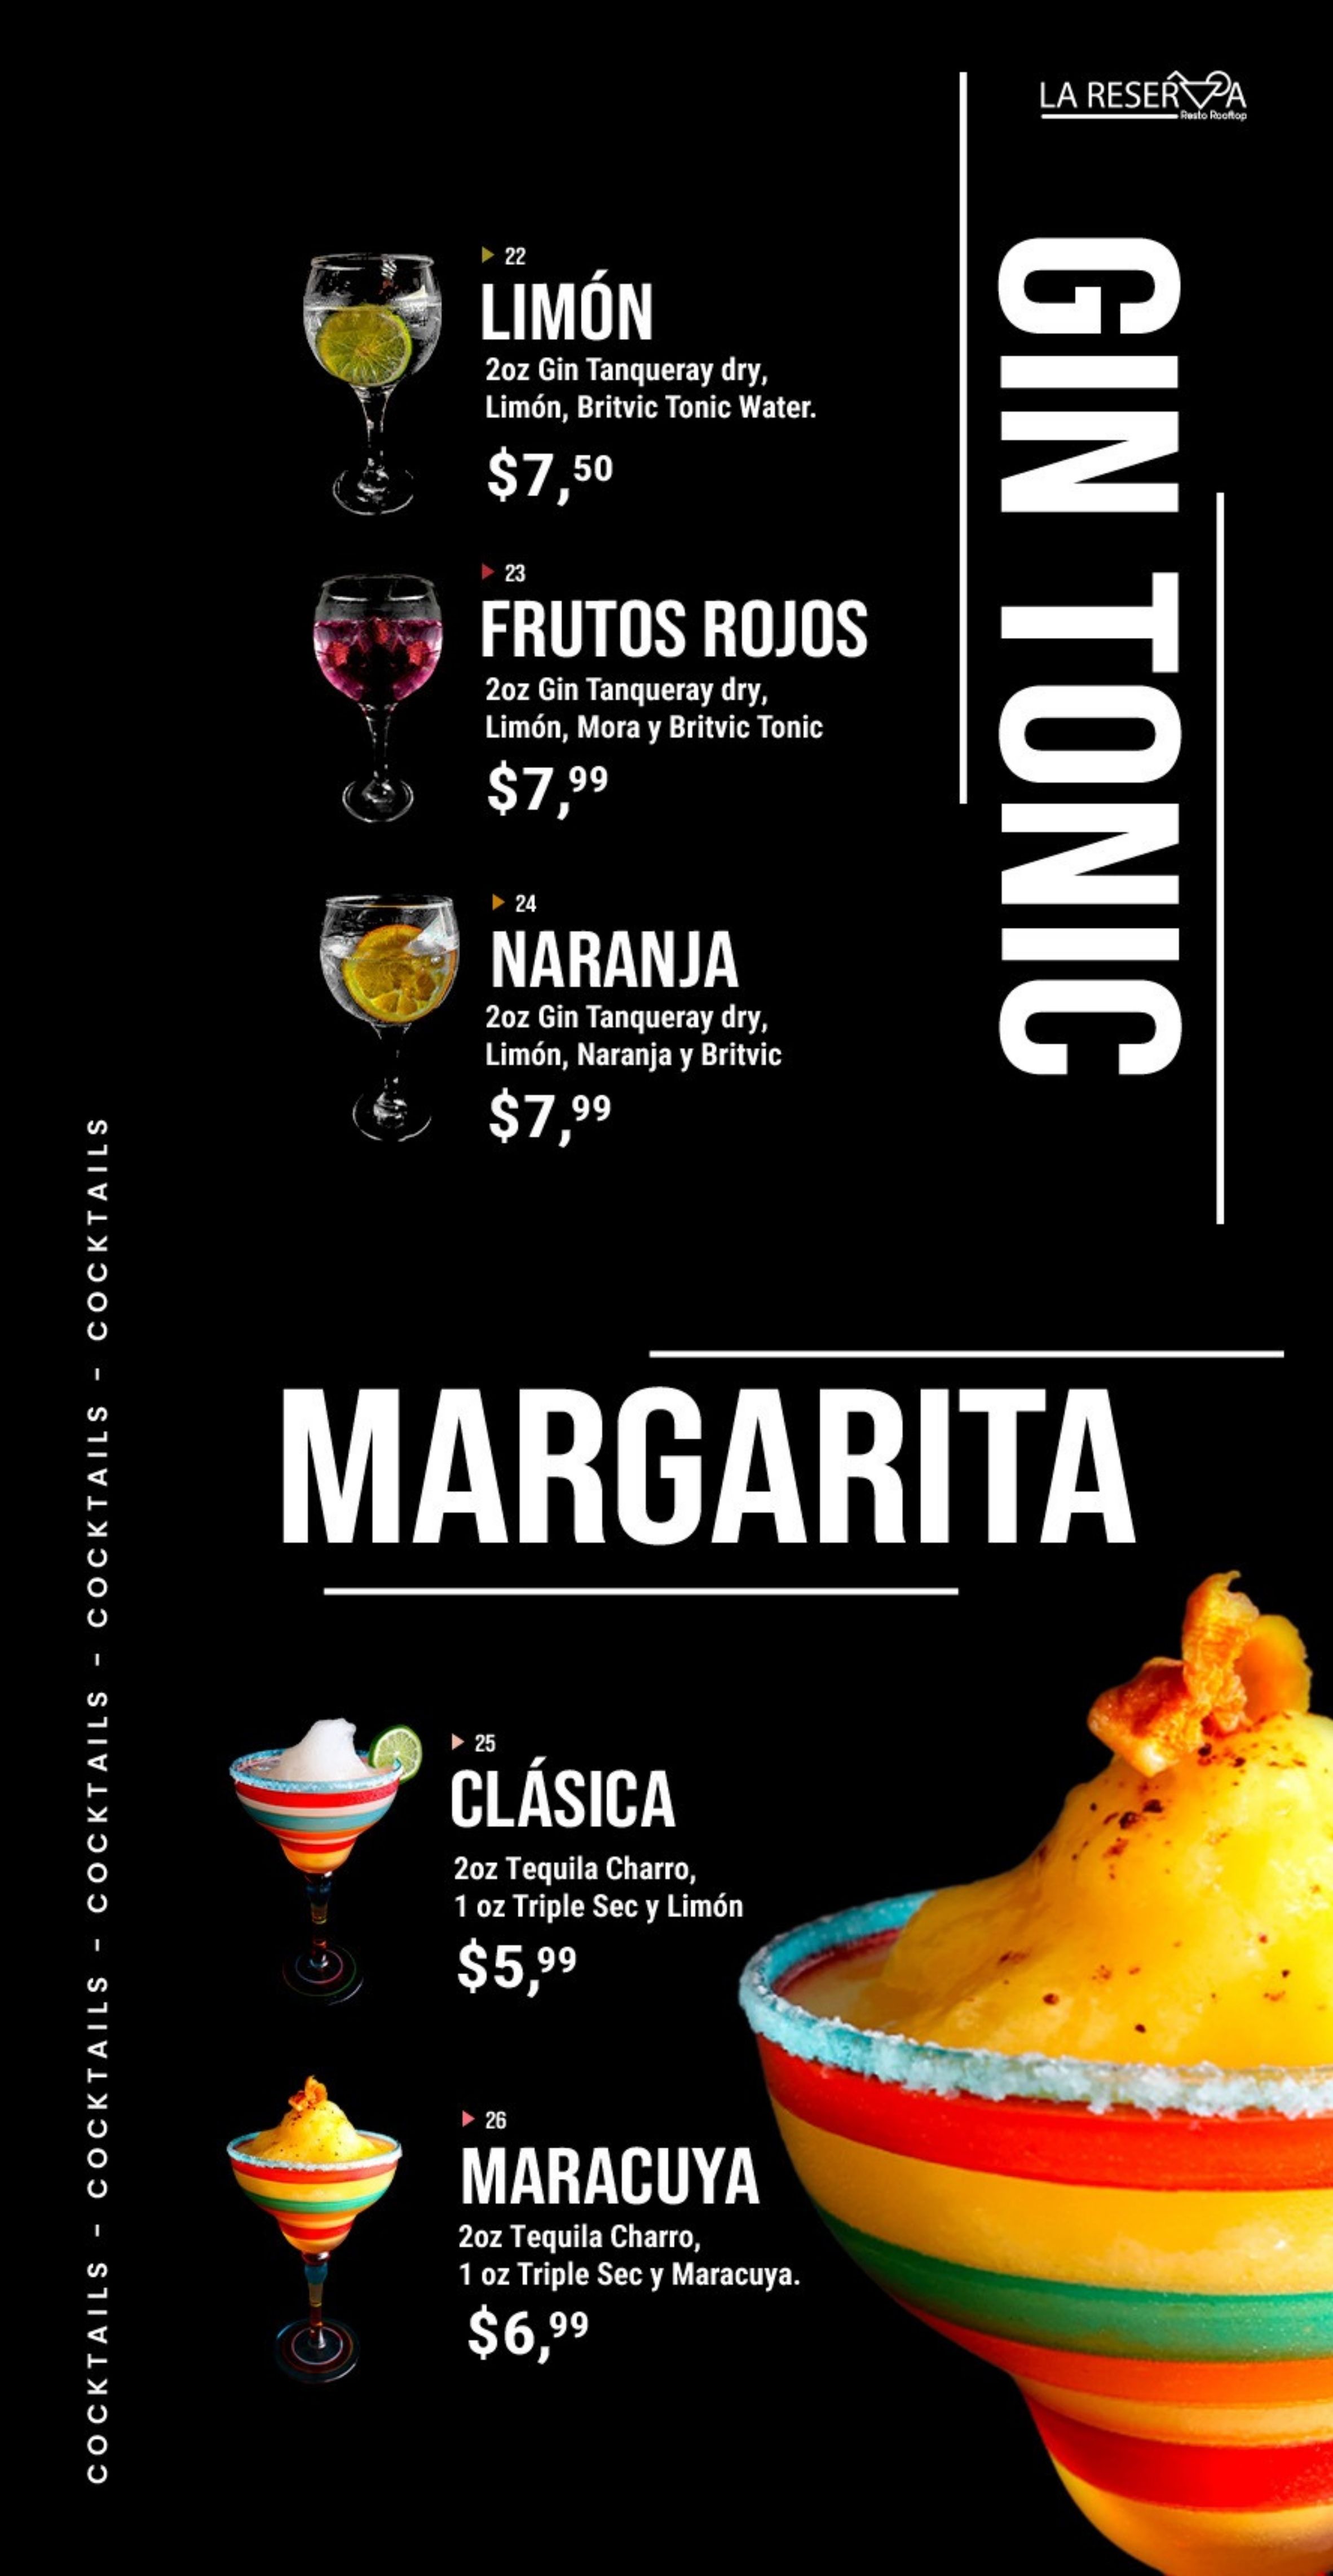 LA RESERVA
Resto Rooftop
GIN TONIC
22
LIMÓN
2oz Gin Tanqueray dry,
Limón, Britvic Tonic Water.
$7,50
23
FRUTOS ROJOS
2oz Gin Tanqueray dry,
Limón, Mora y Britvic Tonic
$7,99
24
NARANJA
2oz Gin Tanqueray dry,
Limón, Naranja y Britvic
$7,99
COCKTAILS - COCKTAILS - COCKTAILS - COCKTAILS - COCKTAILS
MARGARITA
25
CLÁSICA
2oz Tequila Charro,
1 oz Triple Sec y Limón
$5,99
26
MARACUYA
2oz Tequila Charro,
1 oz Triple Sec y Maracuya.
$6,99